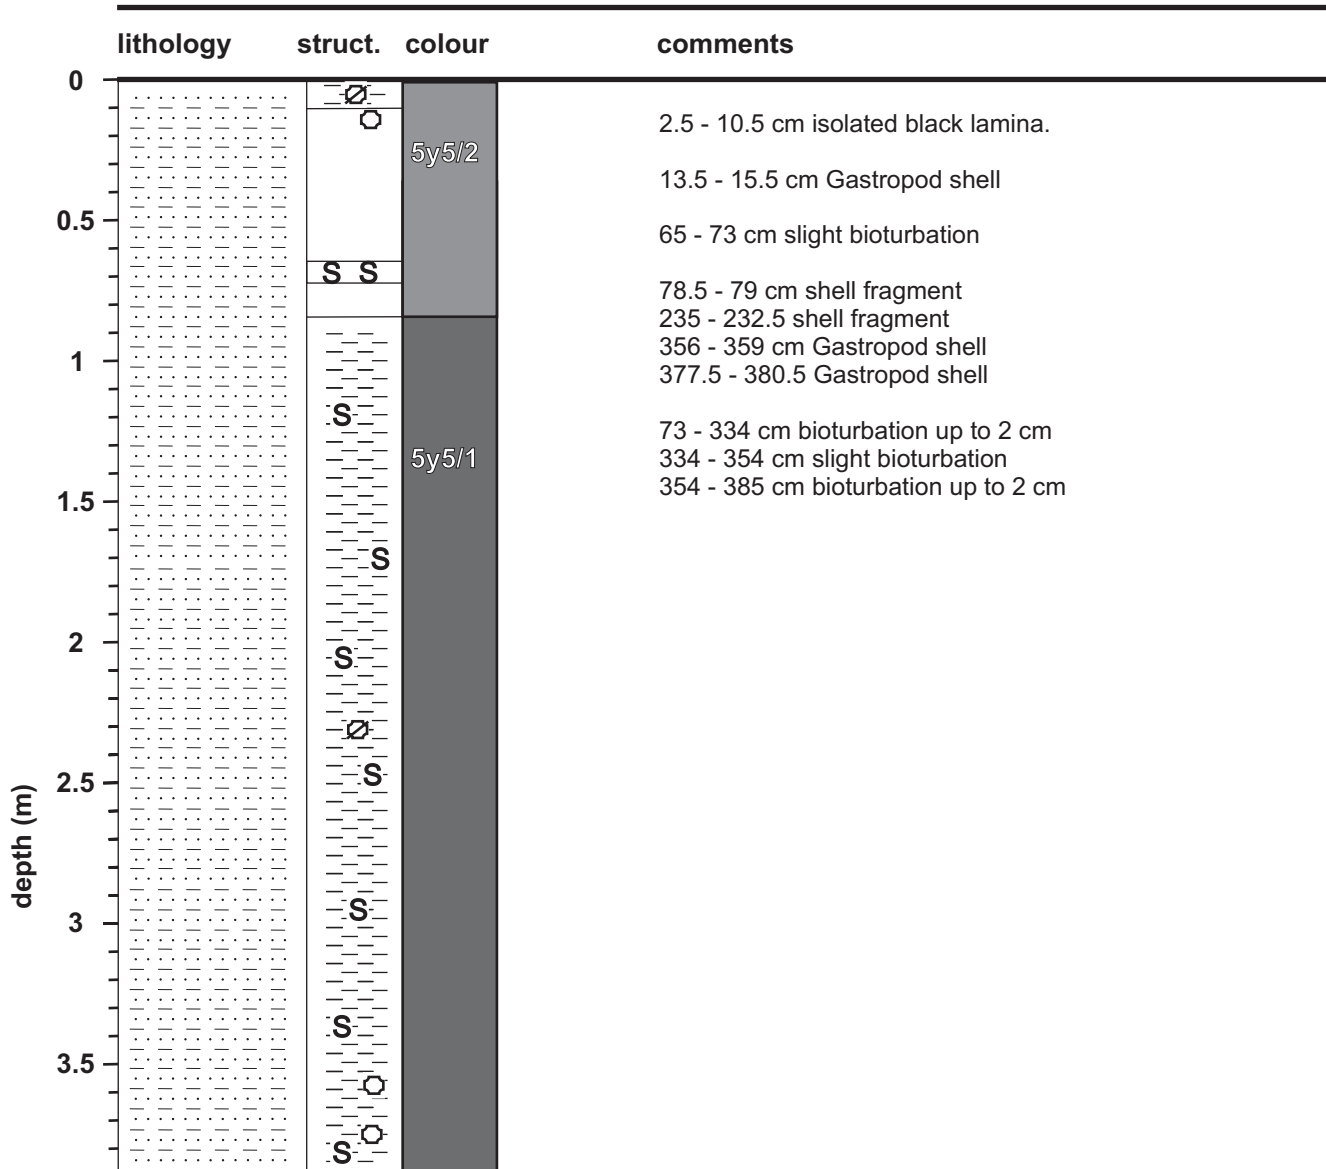 lithology struct. colour comments
0
2.5 - 10.5 cm isolated black lamina.
5y5/2
13.5 - 15.5 cm Gastropod shell
0.5
65 - 73 cm slight bioturbation
S S
78.5 - 79 cm shell fragment
235 - 232.5 shell fragment
356 - 359 cm Gastropod shell
1
377.5 - 380.5 Gastropod shell
S
73 - 334 cm bioturbation up to 2 cm
5y5/1
334 - 354 cm slight bioturbation
354 - 385 cm bioturbation up to 2 cm
1.5
S
2
S
S
2.5
depth (m)
S
3
S
3.5
S